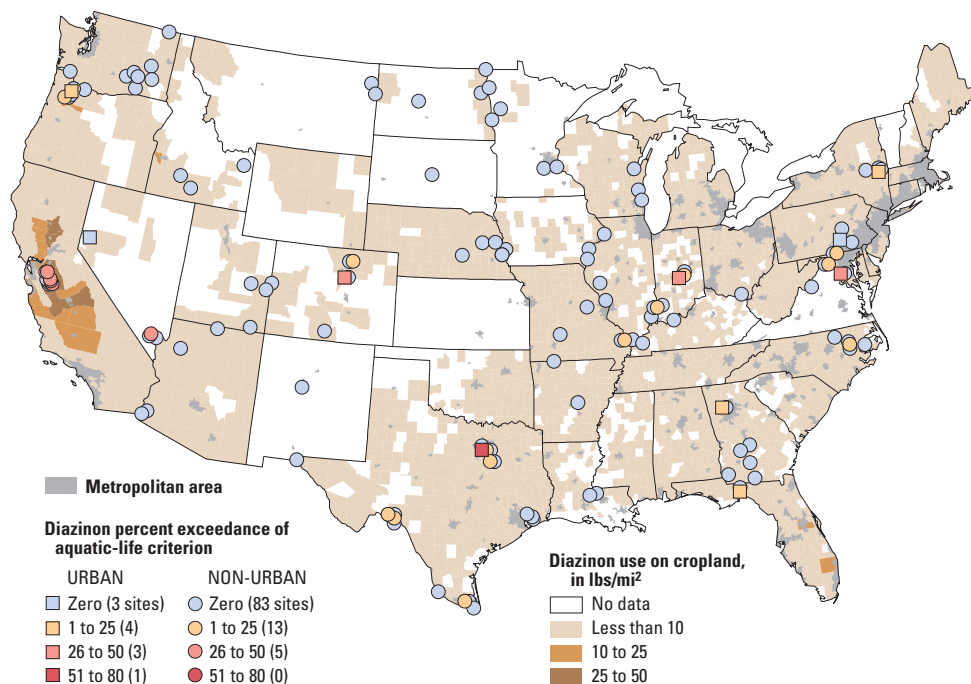 Metropolitan area
Diazinon percent exceedance of
aquatic-life criterion
URBAN
Zero (3 sites)
1 to 25 (4)
26 to 50 (3)
51 to 80 (1)
NON-URBAN
Zero (83 sites)
1 to 25 (13)
26 to 50 (5)
51 to 80 (0)
Diazinon use on cropland,
in lbs/mi²
No data
Less than 10
10 to 25
25 to 50